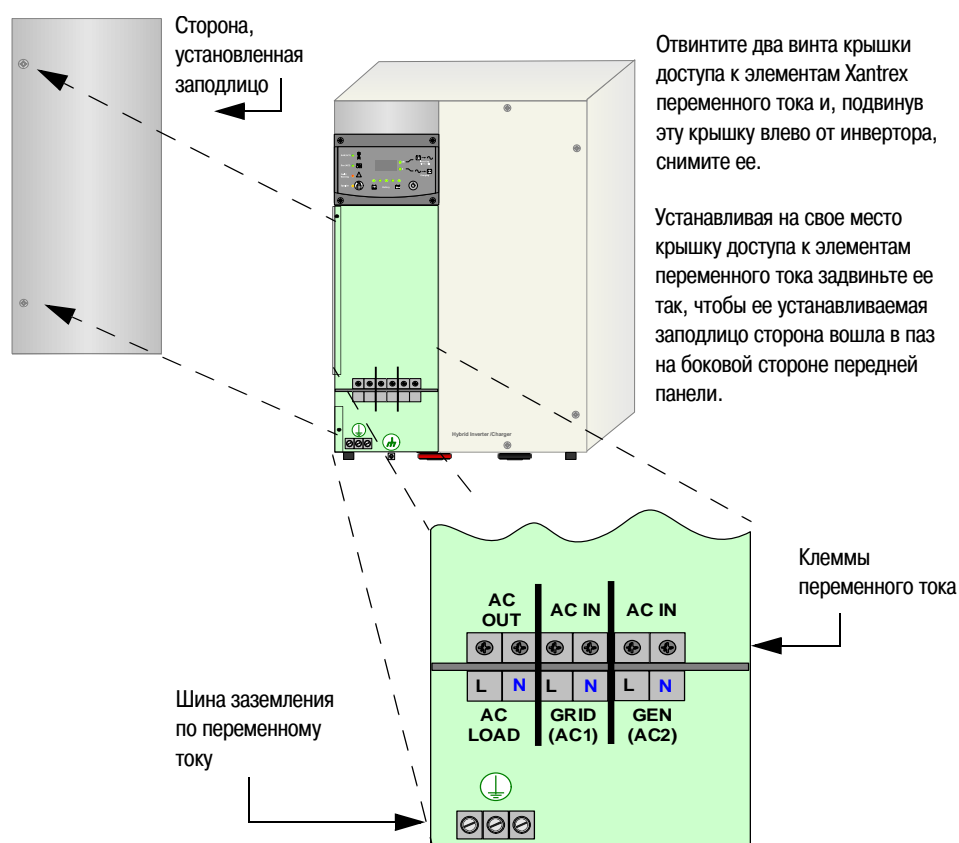 Сторона,
установленная
заподлицо
Отвинтите два винта крышки
доступа к элементам Xantrex
переменного тока и, подвинув
эту крышку влево от инвертора,
снимите ее.
Устанавливая на свое место
крышку доступа к элементам
переменного тока задвиньте ее
так, чтобы ее устанавливаемая
заподлицо сторона вошла в паз
на боковой стороне передней
панели.
Hybrid Inverter /Charger
Клеммы
переменного тока
AC
OUT
AC IN
AC IN
L N L N L N
AC
LOAD
GRID
(AC1)
GEN
(AC2)
Шина заземления
по переменному
току